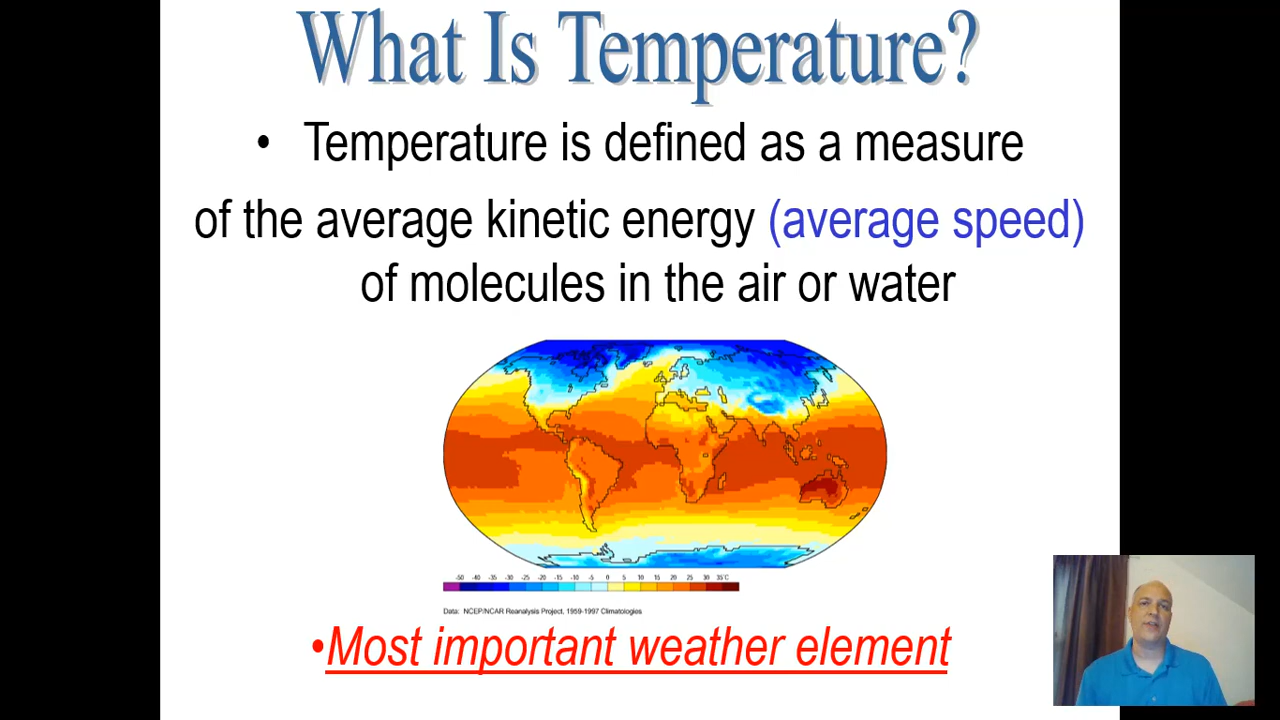 What Is Temperature?
• Temperature is defined as a measure
of the average kinetic energy (average speed)
of molecules in the air or water
-50 -40 -35 -30 -25 -20 -15 -10 -5 0 5 10 15 20 25 30 35°C
Data: NCEP/NCAR Reanalysis Project, 1959-1997 Climatologies
•Most important weather element